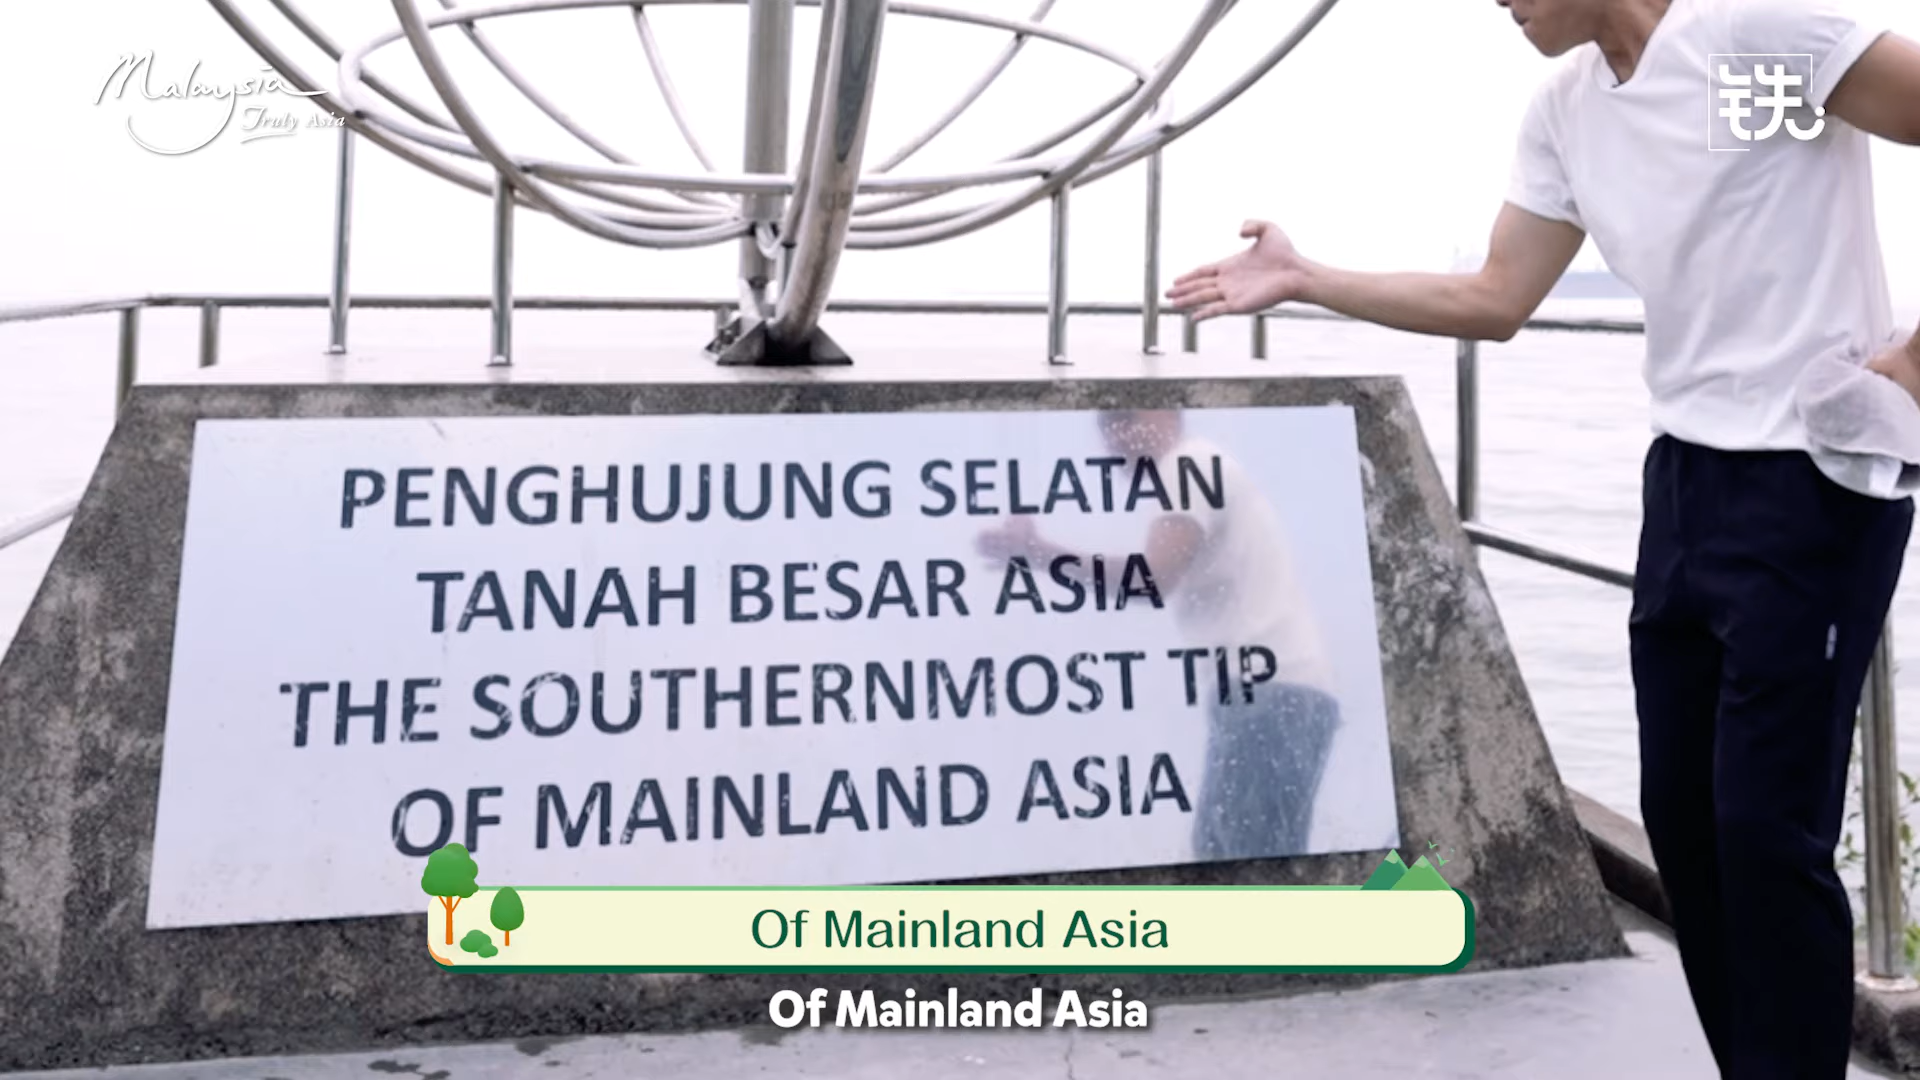 Malaysia
Truly Asia
铁
PENGHUJUNG SELATAN
TANAH BESAR ASIA
THE SOUTHERNMOST TIP
OF MAINLAND ASIA
Of Mainland Asia
Of Mainland Asia